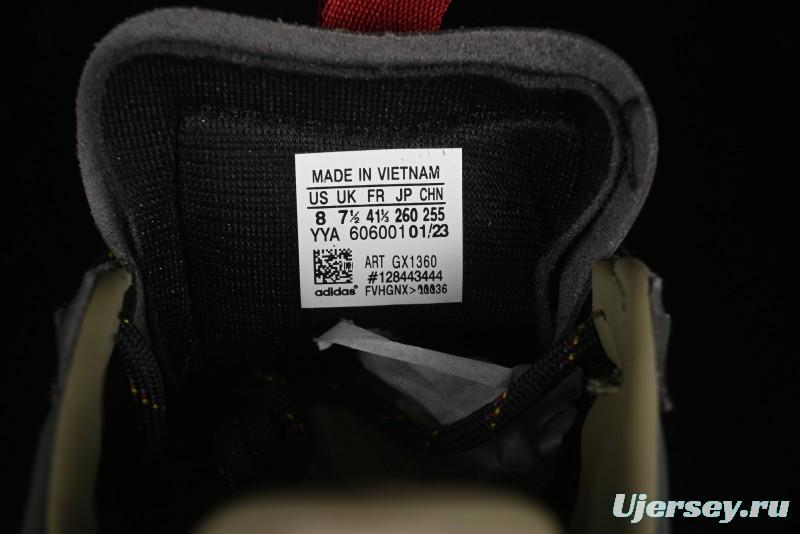 MADE IN VIETNAM
US UK FR JP CHN
8 7½ 41⅓ 260 255
YYA 606001 01/23
ART GX1360
#128443444
adidas® FVHGNX>
Ujersey.ru